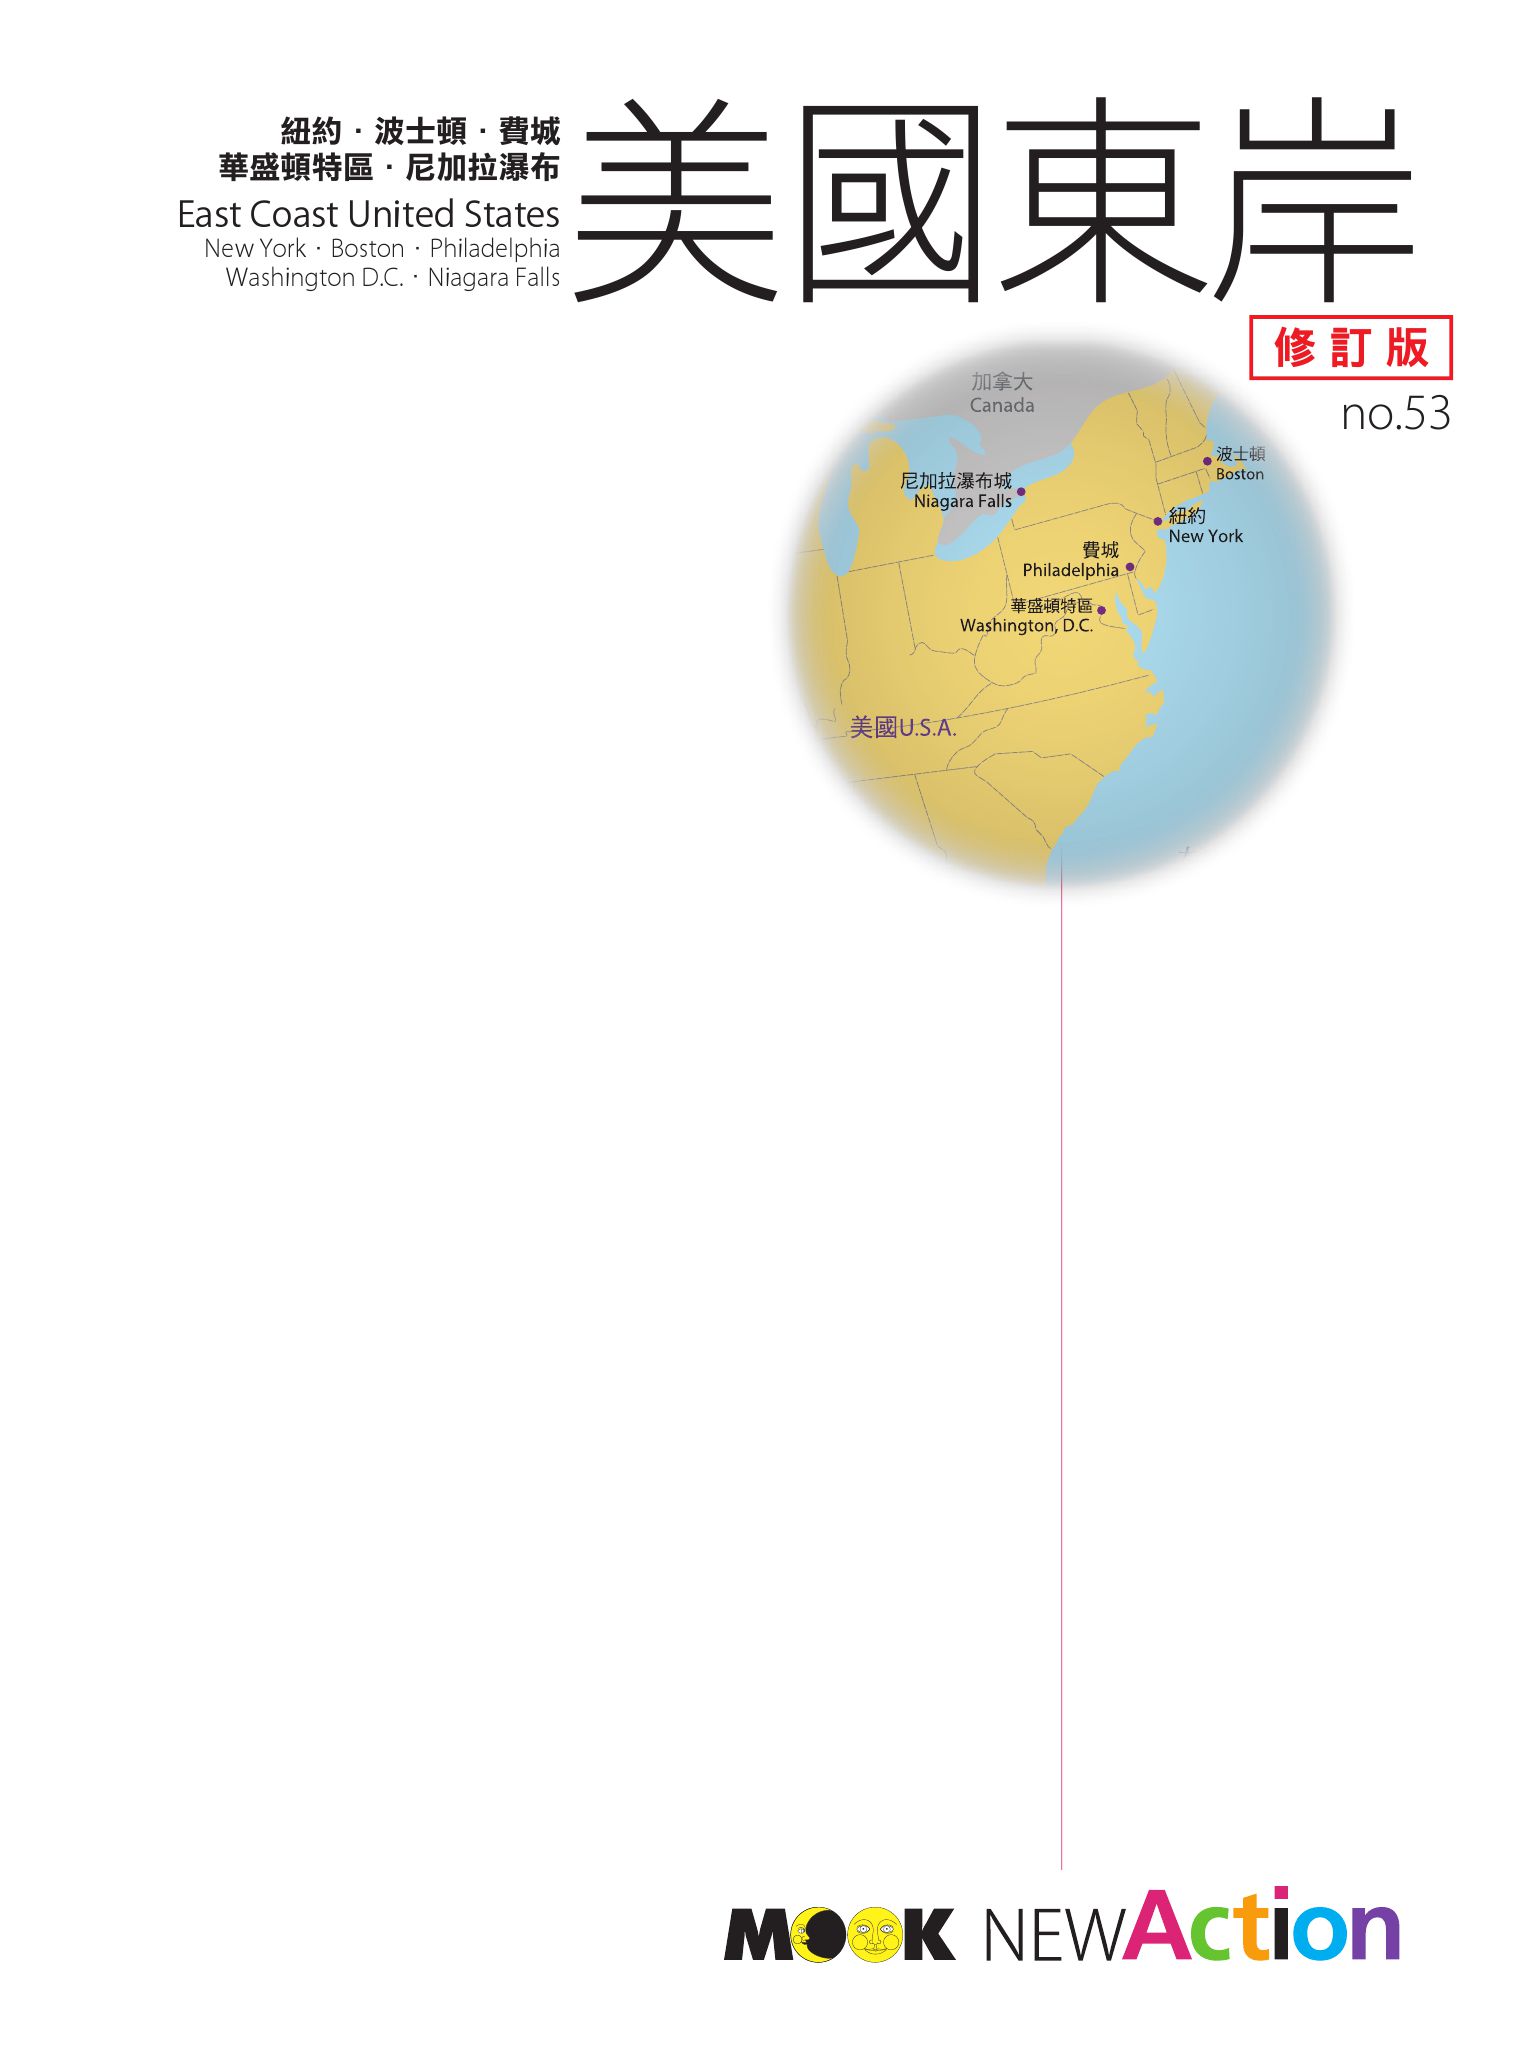 紐約．波士頓．費城
華盛頓特區．尼加拉瀑布
East Coast United States
New York．Boston．Philadelphia
Washington D.C.．Niagara Falls
美國東岸
修訂版
no.53
加拿大
Canada
波士頓
Boston
尼加拉瀑布城
Niagara Falls
紐約
New York
費城
Philadelphia
華盛頓特區
Washington, D.C.
美國U.S.A.
MOOK NEWAction